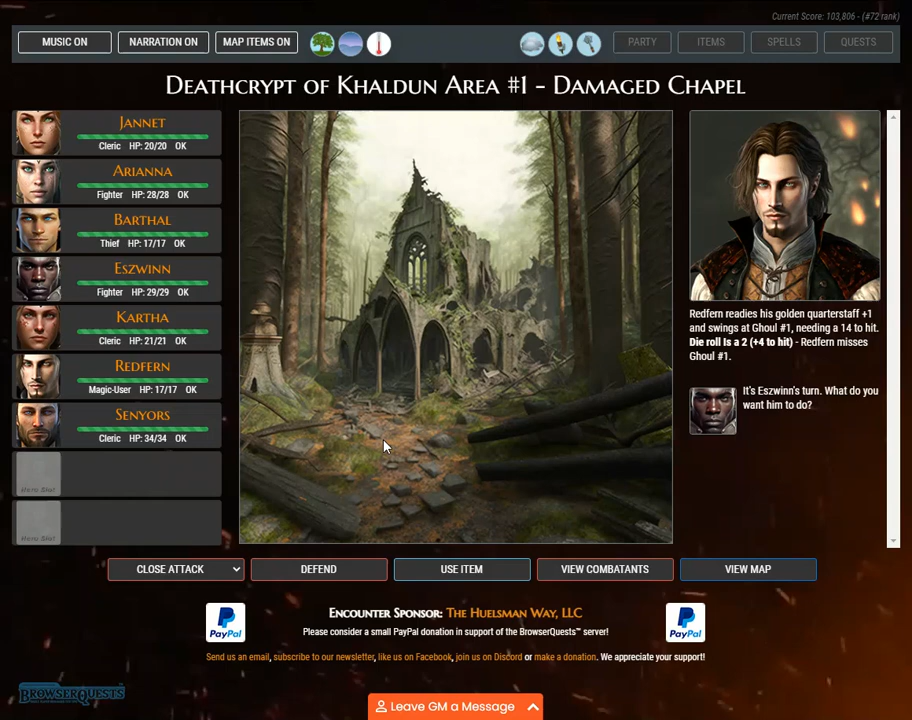 Current Score: 103,806 - (#72 rank)
MUSIC ON
NARRATION ON
MAP ITEMS ON
PARTY
ITEMS
SPELLS
QUESTS
Deathcrypt of Khaldun Area #1 - Damaged Chapel
Jannet
Cleric HP: 20/20 OK
Arianna
Fighter HP: 28/28 OK
Barthal
Thief HP: 17/17 OK
Eszwinn
Fighter HP: 29/29 OK
Kartha
Cleric HP: 21/21 OK
Redfern
Magic-User HP: 17/17 OK
Senyors
Cleric HP: 34/34 OK
Hero Slot
Hero Slot
Redfern readies his golden quarterstaff +1
and swings at Ghoul #1, needing a 14 to hit.
Die roll Is a 2 (+4 to hit) - Redfern misses
Ghoul #1.
It's Eszwinn's turn. What do you
want him to do?
CLOSE ATTACK
DEFEND
USE ITEM
VIEW COMBATANTS
VIEW MAP
PayPal
Encounter Sponsor: The Huelsman Way, LLC
Please consider a small PayPal donation in support of the BrowserQuests™ server!
PayPal
Send us an email, subscribe to our newsletter, like us on Facebook, join us on Discord or make a donation. We appreciate your support!
BrowserQuests
Leave GM a Message